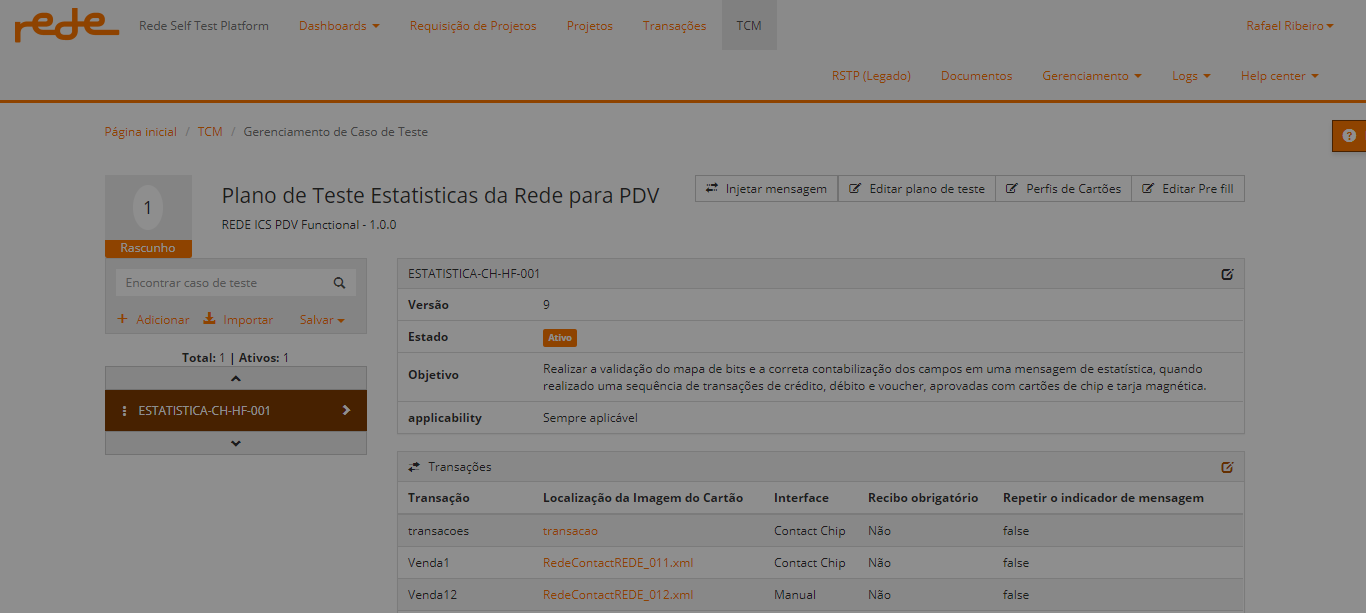 rede Rede Self Test Platform Dashboards Requisição de Projetos Projetos Transações TCM Rafael Ribeiro
RSTP (Legado) Documentos Gerenciamento Logs Help center
Página inicial / TCM / Gerenciamento de Caso de Teste
1
Rascunho
Plano de Teste Estatisticas da Rede para PDV
REDE ICS PDV Functional - 1.0.0
Injetar mensagem Editar plano de teste Perfis de Cartões Editar Pre fill
Encontrar caso de teste
+ Adicionar Importar Salvar
Total: 1 | Ativos: 1
ESTATISTICA-CH-HF-001
ESTATISTICA-CH-HF-001
Versão 9
Estado Ativo
Objetivo Realizar a validação do mapa de bits e a correta contabilização dos campos em uma mensagem de estatística, quando
realizado uma sequência de transações de crédito, débito e voucher, aprovadas com cartões de chip e tarja magnética.
applicability Sempre aplicável
Transações
Transação Localização da Imagem do Cartão Interface Recibo obrigatório Repetir o indicador de mensagem
transacoes transacao Contact Chip Não false
Venda1 RedeContactREDE_011.xml Contact Chip Não false
Venda12 RedeContactREDE_012.xml Manual Não false